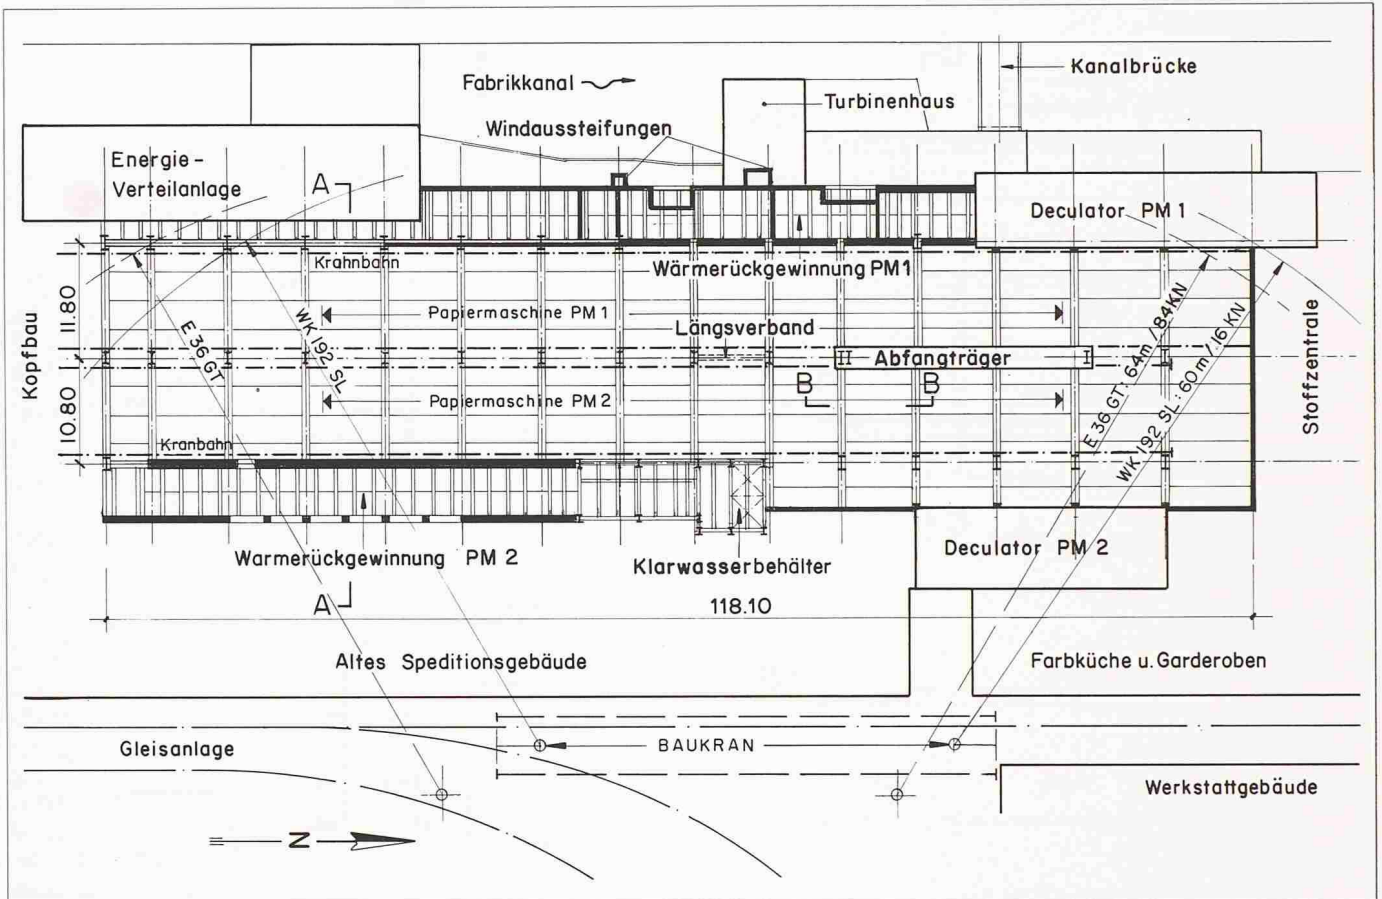 Kanalbrücke
Fabrikkanal
Turbinenhaus
Windaussteifungen
Energie-
Verteilanlage
A
Deculator PM 1
Krahnbahn
Wärmerückgewinnung PM1
11.80
Papiermaschine PM 1
E 36 GT
WK 192 SL
Längsverband
II Abfangträger I
E 36 GT: 64m / 84KN
WK 192 SL: 60m / 16 KN
Kopfbau
Stoffzentrale
B B
10.80
Papiermaschine PM 2
Kranbahn
Warmerückgewinnung PM 2
Klarwasserbehälter
Deculator PM 2
A
118.10
Altes Speditionsgebäude
Farbküche u. Garderoben
Gleisanlage
BAUKRAN
Werkstattgebäude
N